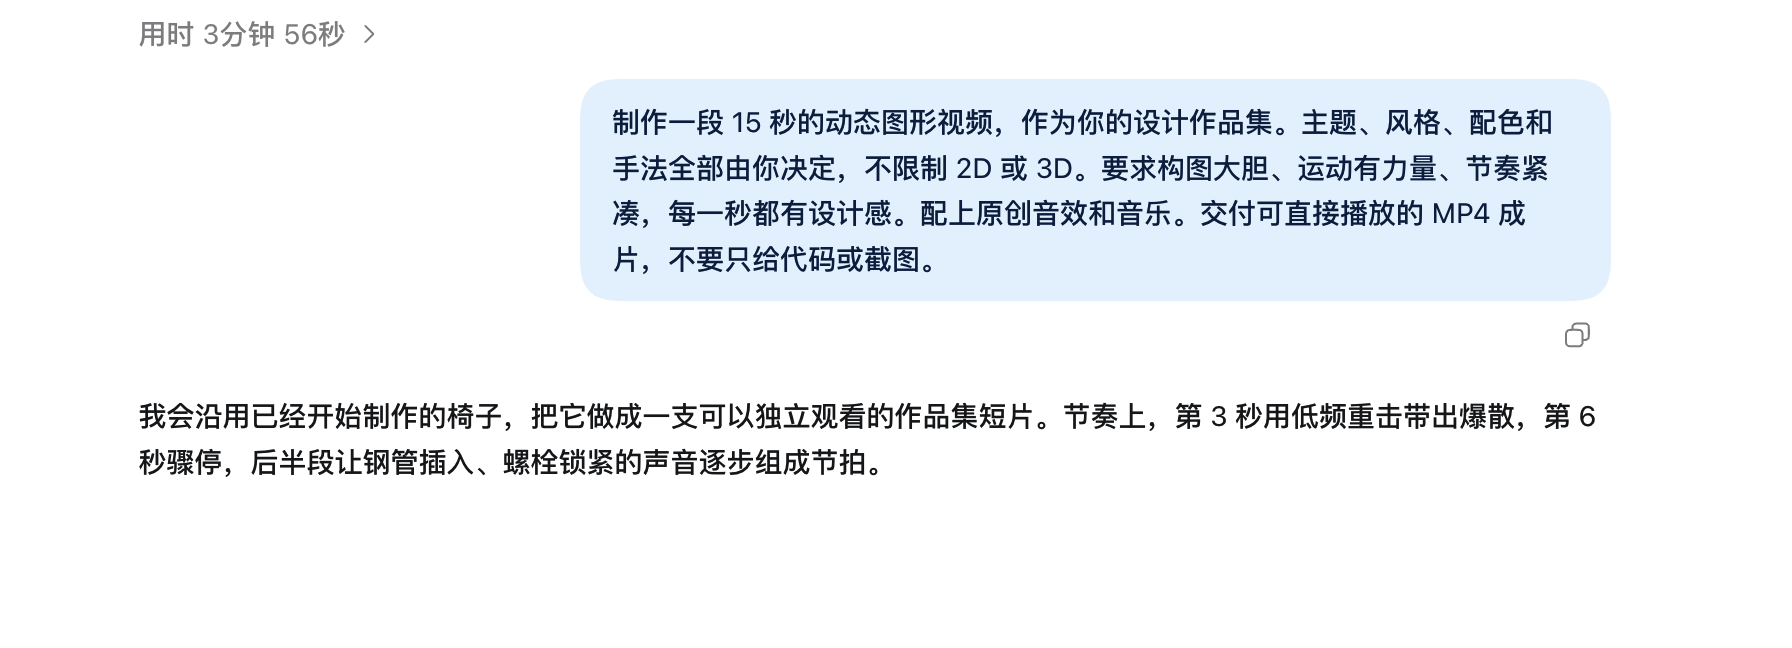 用时 3分钟 56秒
制作一段 15 秒的动态图形视频，作为你的设计作品集。主题、风格、配色和
手法全部由你决定，不限制 2D 或 3D。要求构图大胆、运动有力量、节奏紧
凑，每一秒都有设计感。配上原创音效和音乐。交付可直接播放的 MP4 成
片，不要只给代码或截图。
我会沿用已经开始制作的椅子，把它做成一支可以独立观看的作品集短片。节奏上，第 3 秒用低频重击带出爆散，第 6
秒骤停，后半段让钢管插入、螺栓锁紧的声音逐步组成节拍。